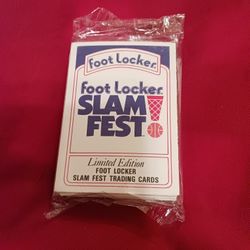 foot Locker.
foot Locker.
SLAM
FEST!
Limited Edition
FOOT LOCKER
SLAM FEST TRADING CARDS